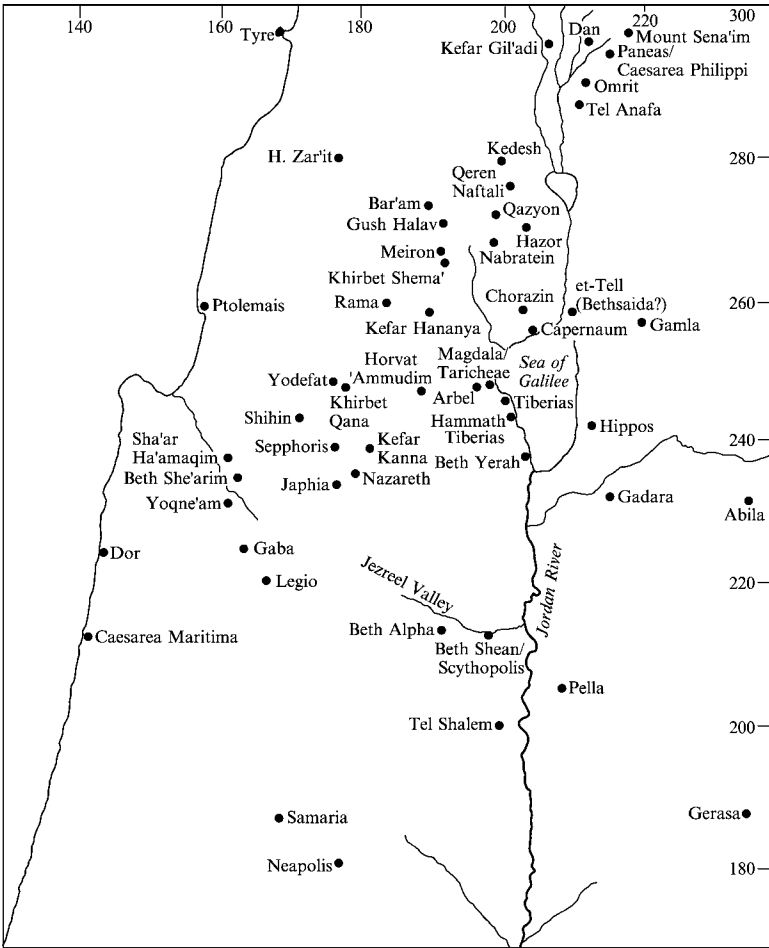 140
160
180
200
220
300
Tyre
Kefar Gil'adi
Dan
Mount Sena'im
Paneas/
Caesarea Philippi
Omrit
Tel Anafa
H. Zar'it
Kedesh
280
Qeren
Naftali
Bar'am
Qazyon
Gush Halav
Hazor
Meiron
Nabratein
Khirbet Shema'
Rama
Chorazin
et-Tell
(Bethsaida?)
260
Ptolemais
Kefar Hananya
Capernaum
Gamla
Magdala/
Taricheae
Sea of
Galilee
Horvat
'Ammudim
Yodefat
Khirbet
Qana
Arbel
Tiberias
Shihin
Hammath
Tiberias
Hippos
240
Sha'ar
Ha'amaqim
Sepphoris
Kefar
Kanna
Beth Yerah
Beth She'arim
Japhia
Nazareth
Yoqne'am
Gadara
Abila
Dor
Gaba
Legio
Jezreel Valley
Jordan River
220
Beth Alpha
Caesarea Maritima
Beth Shean/
Scythopolis
Pella
Tel Shalem
200
Samaria
Gerasa
Neapolis
180